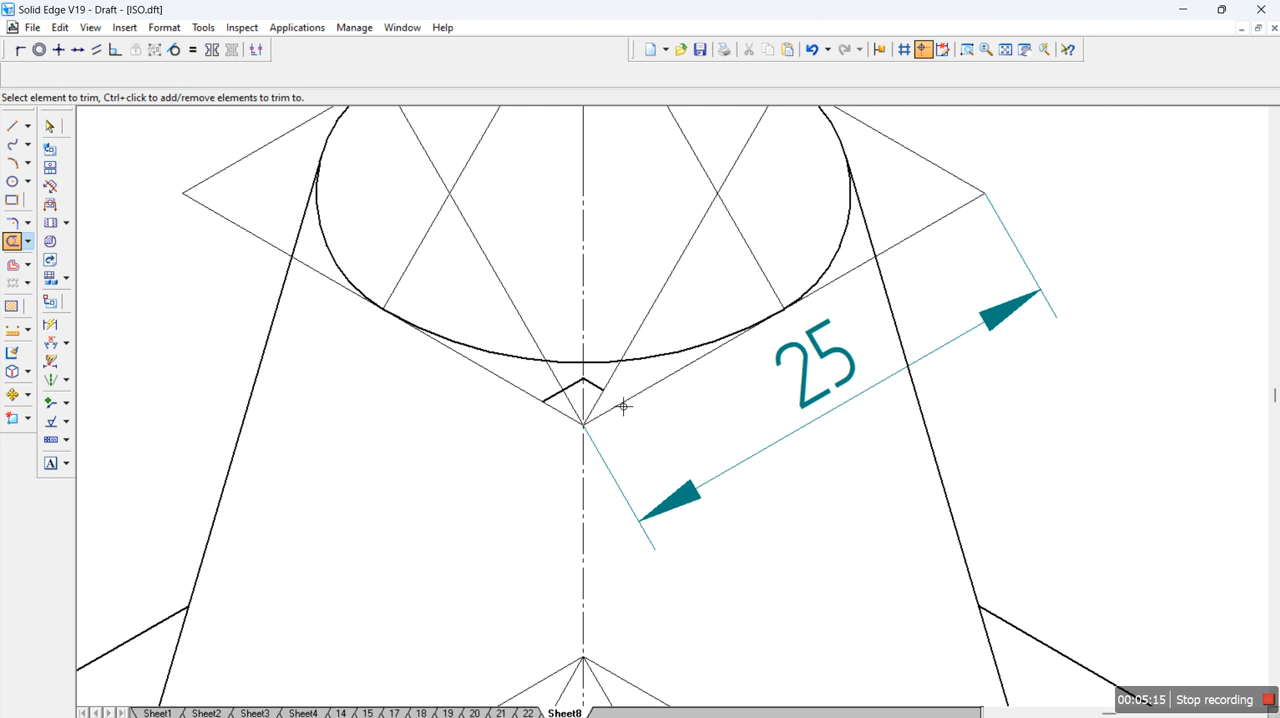 Solid Edge V19 - Draft - [ISO.dft]
File Edit View Insert Format Tools Inspect Applications Manage Window Help
Select element to trim, Ctrl+click to add/remove elements to trim to.
25
A
00:05:15 Stop recording
Sheet1 Sheet2 Sheet3 Sheet4 14 15 17 18 19 20 21 22 Sheet8